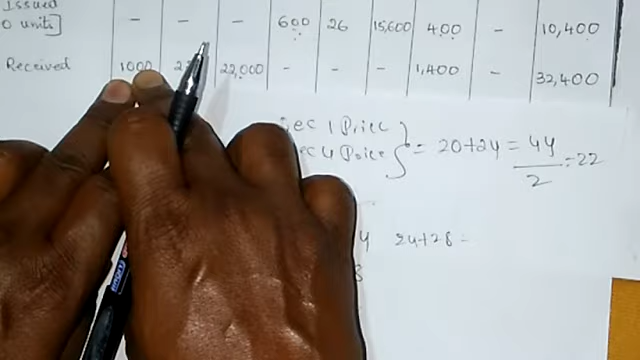 Issued - - - 600 26 15,600 400 - 10,400
0 units]
Received 1000 22,000 - - - 1,400 - 32,400
ec 1 Price } = 20+24 = 44/2 = 22
ec 4 Price
4 24+28 =
8